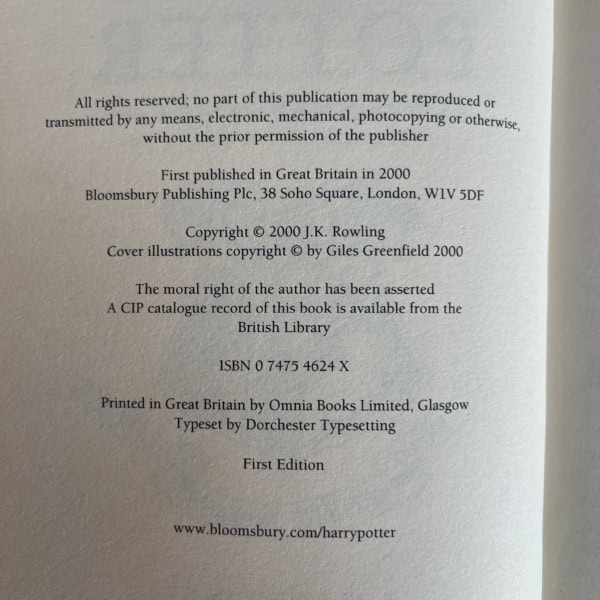 All rights reserved; no part of this publication may be reproduced or
transmitted by any means, electronic, mechanical, photocopying or otherwise,
without the prior permission of the publisher
First published in Great Britain in 2000
Bloomsbury Publishing Plc, 38 Soho Square, London, W1V 5DF
Copyright © 2000 J.K. Rowling
Cover illustrations copyright © by Giles Greenfield 2000
The moral right of the author has been asserted
A CIP catalogue record of this book is available from the
British Library
ISBN 0 7475 4624 X
Printed in Great Britain by Omnia Books Limited, Glasgow
Typeset by Dorchester Typesetting
First Edition
www.bloomsbury.com/harrypotter